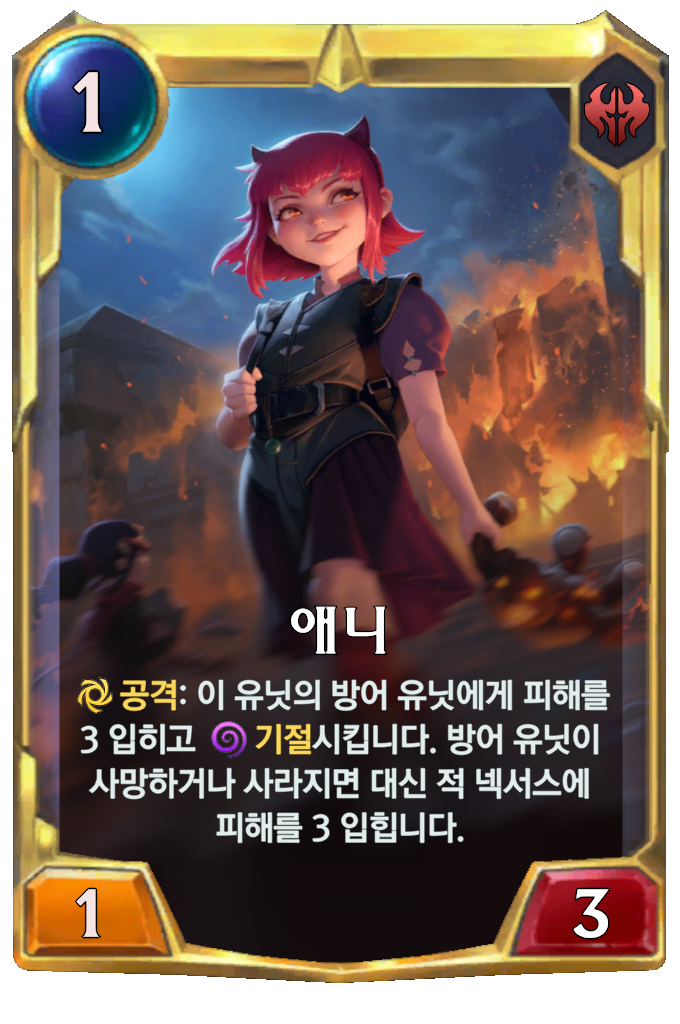 1
애니
공격: 이 유닛의 방어 유닛에게 피해를
3 입히고 기절시킵니다. 방어 유닛이
사망하거나 사라지면 대신 적 넥서스에
피해를 3 입힙니다.
1
3